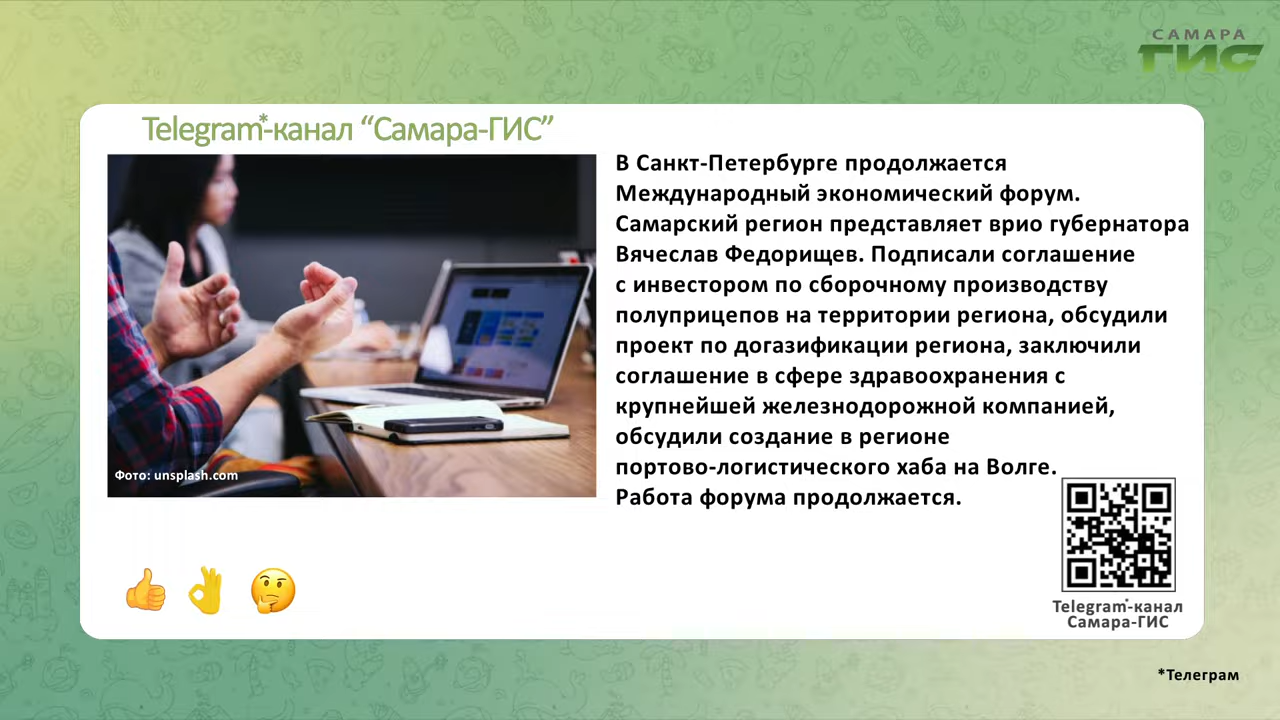 САМАРА
ГИС
Telegram*-канал “Самара-ГИС”
В Санкт-Петербурге продолжается
Международный экономический форум.
Самарский регион представляет врио губернатора
Вячеслав Федорищев. Подписали соглашение
с инвестором по сборочному производству
полуприцепов на территории региона, обсудили
проект по догазификации региона, заключили
соглашение в сфере здравоохранения с
крупнейшей железнодорожной компанией,
обсудили создание в регионе
портово-логистического хаба на Волге.
Работа форума продолжается.
Фото: unsplash.com
Telegram*-канал
Самара-ГИС
*Телеграм